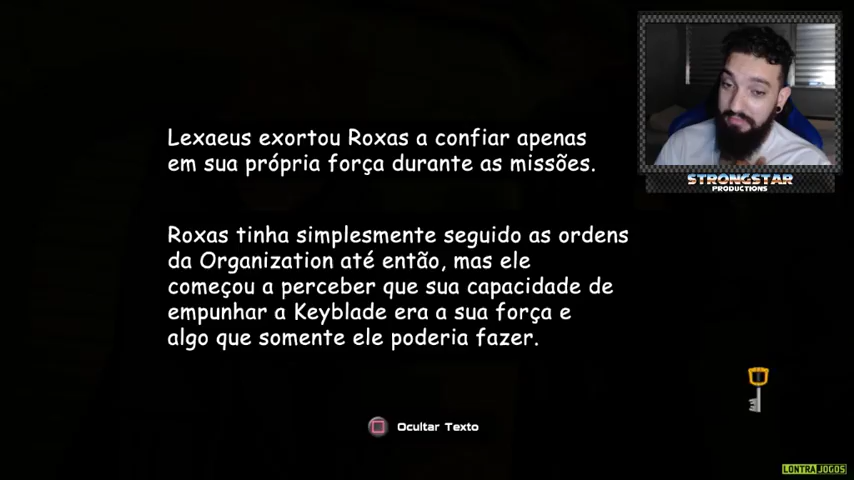 Lexaeus exortou Roxas a confiar apenas
em sua própria força durante as missões.
Roxas tinha simplesmente seguido as ordens
da Organization até então, mas ele
começou a perceber que sua capacidade de
empunhar a Keyblade era a sua força e
algo que somente ele poderia fazer.
Ocultar Texto
STRONGSTAR
PRODUCTIONS
LONTRAJOGOS